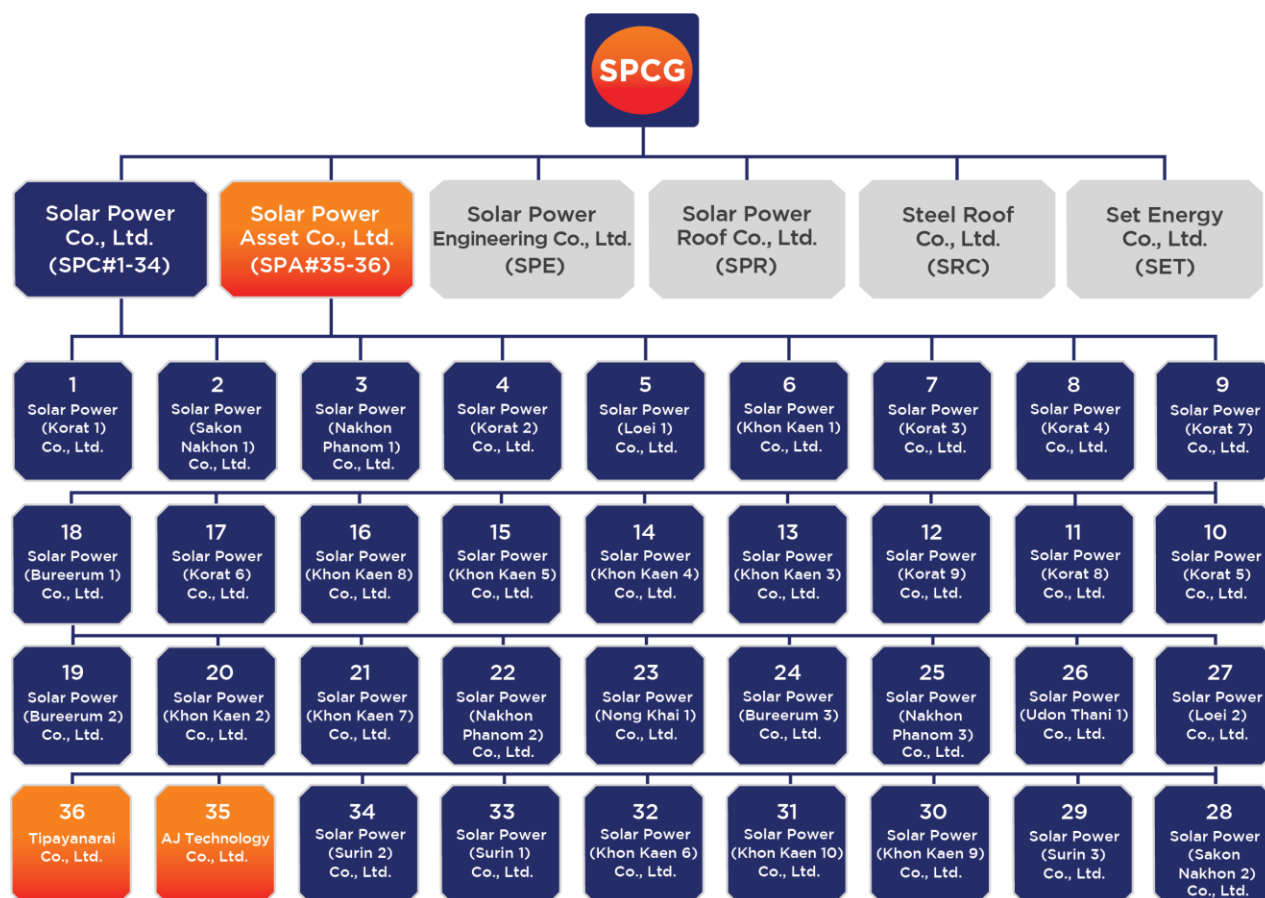 SPCG
Solar Power
Co., Ltd.
(SPC#1-34)
Solar Power
Asset Co., Ltd.
(SPA#35-36)
Solar Power
Engineering Co., Ltd.
(SPE)
Solar Power
Roof Co., Ltd.
(SPR)
Steel Roof
Co., Ltd.
(SRC)
Set Energy
Co., Ltd.
(SET)
1
Solar Power
(Korat 1)
Co., Ltd.
2
Solar Power
(Sakon
Nakhon 1)
Co., Ltd.
3
Solar Power
(Nakhon
Phanom 1)
Co., Ltd.
4
Solar Power
(Korat 2)
Co., Ltd.
5
Solar Power
(Loei 1)
Co., Ltd.
6
Solar Power
(Khon Kaen 1)
Co., Ltd.
7
Solar Power
(Korat 3)
Co., Ltd.
8
Solar Power
(Korat 4)
Co., Ltd.
9
Solar Power
(Korat 7)
Co., Ltd.
18
Solar Power
(Bureerum 1)
Co., Ltd.
17
Solar Power
(Korat 6)
Co., Ltd.
16
Solar Power
(Khon Kaen 8)
Co., Ltd.
15
Solar Power
(Khon Kaen 5)
Co., Ltd.
14
Solar Power
(Khon Kaen 4)
Co., Ltd.
13
Solar Power
(Khon Kaen 3)
Co., Ltd.
12
Solar Power
(Korat 9)
Co., Ltd.
11
Solar Power
(Korat 8)
Co., Ltd.
10
Solar Power
(Korat 5)
Co., Ltd.
19
Solar Power
(Bureerum 2)
Co., Ltd.
20
Solar Power
(Khon Kaen 2)
Co., Ltd.
21
Solar Power
(Khon Kaen 7)
Co., Ltd.
22
Solar Power
(Nakhon
Phanom 2)
Co., Ltd.
23
Solar Power
(Nong Khai 1)
Co., Ltd.
24
Solar Power
(Bureerum 3)
Co., Ltd.
25
Solar Power
(Nakhon
Phanom 3)
Co., Ltd.
26
Solar Power
(Udon Thani 1)
Co., Ltd.
27
Solar Power
(Loei 2)
Co., Ltd.
36
Tipayanarai
Co., Ltd.
35
AJ Technology
Co., Ltd.
34
Solar Power
(Surin 2)
Co., Ltd.
33
Solar Power
(Surin 1)
Co., Ltd.
32
Solar Power
(Khon Kaen 6)
Co., Ltd.
31
Solar Power
(Khon Kaen 10)
Co., Ltd.
30
Solar Power
(Khon Kaen 9)
Co., Ltd.
29
Solar Power
(Surin 3)
Co., Ltd.
28
Solar Power
(Sakon
Nakhon 2)
Co., Ltd.